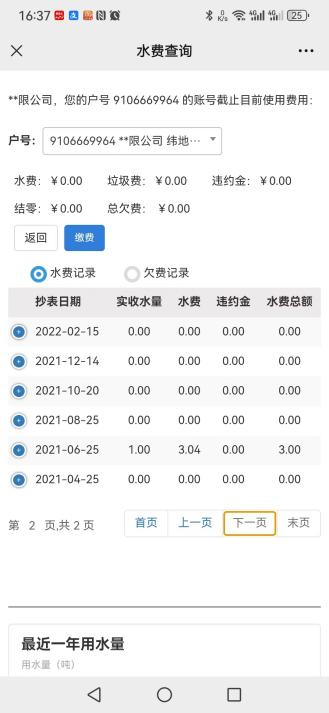 16:37 0 K/s 4G 4G 25
水费查询
**限公司，您的户号 9106669964 的账号截止目前使用费用：
户号： 9106669964 **限公司 纬地…
水费：￥0.00 垃圾费：￥0.00 违约金：￥0.00
结零：￥0.00 总欠费：￥0.00
返回 缴费
水费记录 欠费记录
抄表日期 实收水量 水费 违约金 水费总额
2022-02-15 0.00 0.00 0.00 0.00
2021-12-14 0.00 0.00 0.00 0.00
2021-10-20 0.00 0.00 0.00 0.00
2021-08-25 0.00 0.00 0.00 0.00
2021-06-25 1.00 3.04 0.00 3.00
2021-04-25 0.00 0.00 0.00 0.00
第 2 页,共 2 页 首页 上一页 下一页 末页
最近一年用水量
用水量（吨）